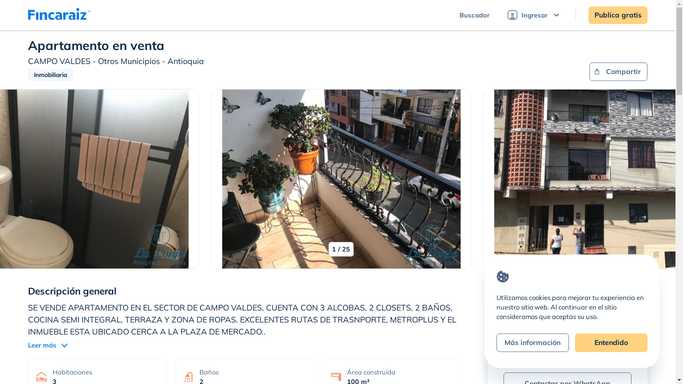 Fincaraiz
Buscador
Ingresar
Publica gratis
Apartamento en venta
CAMPO VALDES - Otros Municipios - Antioquia
Inmobiliaria
Compartir
1 / 25
Descripción general
SE VENDE APARTAMENTO EN EL SECTOR DE CAMPO VALDES, CUENTA CON 3 ALCOBAS, 2 CLOSETS, 2 BAÑOS,
COCINA SEMI INTEGRAL, TERRAZA Y ZONA DE ROPAS. EXCELENTES RUTAS DE TRASNPORTE, METROPLUS Y EL
INMUEBLE ESTA UBICADO CERCA A LA PLAZA DE MERCADO..
Leer más
Habitaciones
3
Baños
2
Área construida
100 m²
Utilizamos cookies para mejorar tu experiencia en
nuestro sitio web. Al continuar en el sitio
consideramos que aceptas su uso.
Más información
Entendido
Contactar por WhatsApp